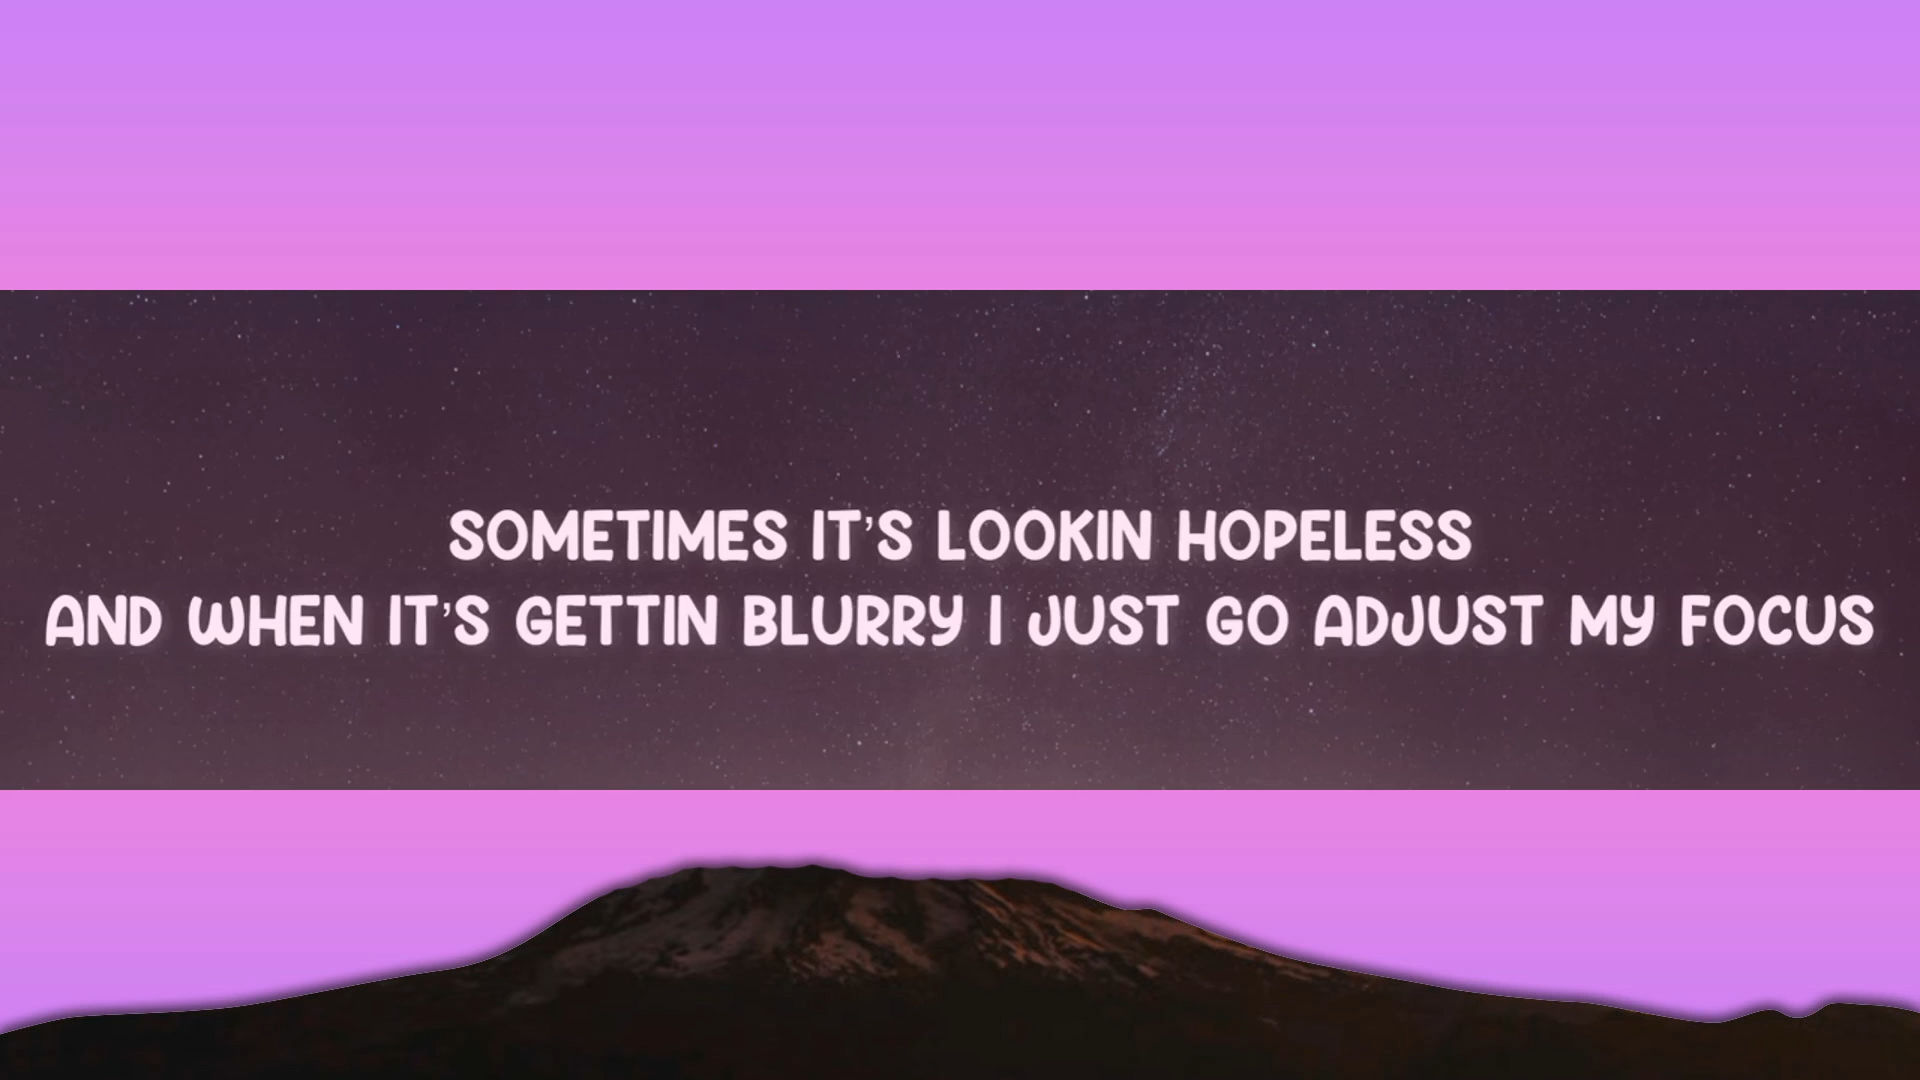 SOMETIMES IT'S LOOKIN HOPELESS
AND WHEN IT'S GETTIN BLURRY I JUST GO ADJUST MY FOCUS